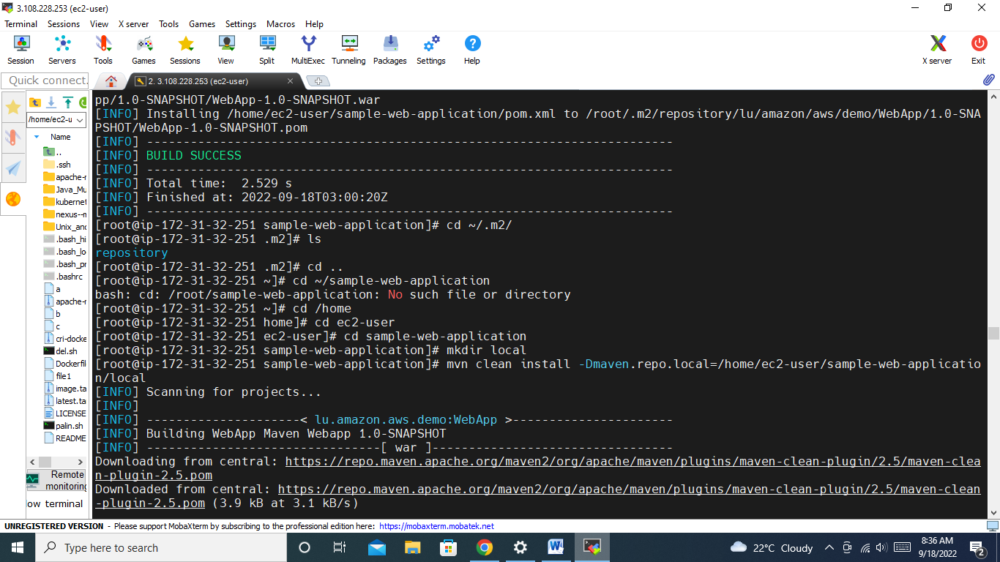 3.108.228.253 (ec2-user)
Terminal Sessions View X server Tools Games Settings Macros Help
Session Servers Tools Games Sessions View Split MultiExec Tunneling Packages Settings Help X server Exit
Quick connect.
2. 3.108.228.253 (ec2-user)
/home/ec2-u
Name
..
.ssh
apache-r
Java_Mu
kubernet
nexus--m
Unix_and
.bash_hi
.bash_lo
.bash_pr
.bashrc
a
apache-r
b
c
cri-docke
del.sh
Dockerfil
file1
image.ta
latest.ta
LICENSE
palin.sh
README
Remote
monitoring
low terminal
pp/1.0-SNAPSHOT/WebApp-1.0-SNAPSHOT.war
[INFO] Installing /home/ec2-user/sample-web-application/pom.xml to /root/.m2/repository/lu/amazon/aws/demo/WebApp/1.0-SNA
PSHOT/WebApp-1.0-SNAPSHOT.pom
[INFO] ------------------------------------------------------------------------
[INFO] BUILD SUCCESS
[INFO] ------------------------------------------------------------------------
[INFO] Total time:  2.529 s
[INFO] Finished at: 2022-09-18T03:00:20Z
[INFO] ------------------------------------------------------------------------
[root@ip-172-31-32-251 sample-web-application]# cd ~/.m2/
[root@ip-172-31-32-251 .m2]# ls
repository
[root@ip-172-31-32-251 .m2]# cd ..
[root@ip-172-31-32-251 ~]# cd ~/sample-web-application
bash: cd: /root/sample-web-application: No such file or directory
[root@ip-172-31-32-251 ~]# cd /home
[root@ip-172-31-32-251 home]# cd ec2-user
[root@ip-172-31-32-251 ec2-user]# cd sample-web-application
[root@ip-172-31-32-251 sample-web-application]# mkdir local
[root@ip-172-31-32-251 sample-web-application]# mvn clean install -Dmaven.repo.local=/home/ec2-user/sample-web-applicatio
n/local
[INFO] Scanning for projects...
[INFO]
[INFO] ---------------------< lu.amazon.aws.demo:WebApp >----------------------
[INFO] Building WebApp Maven Webapp 1.0-SNAPSHOT
[INFO] --------------------------------[ war ]---------------------------------
Downloading from central: https://repo.maven.apache.org/maven2/org/apache/maven/plugins/maven-clean-plugin/2.5/maven-clea
n-plugin-2.5.pom
Downloaded from central: https://repo.maven.apache.org/maven2/org/apache/maven/plugins/maven-clean-plugin/2.5/maven-clean
-plugin-2.5.pom (3.9 kB at 3.1 kB/s)
UNREGISTERED VERSION - Please support MobaXterm by subscribing to the professional edition here: https://mobaxterm.mobatek.net
Type here to search
22°C Cloudy
8:36 AM
9/18/2022
2